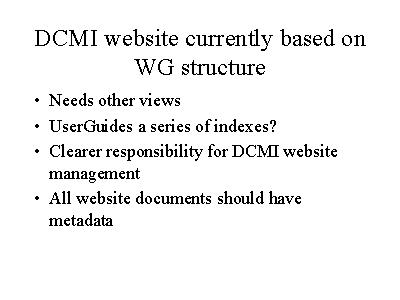 DCMI website currently based on
WG structure
• Needs other views
• UserGuides a series of indexes?
• Clearer responsibility for DCMI website
management
• All website documents should have
metadata